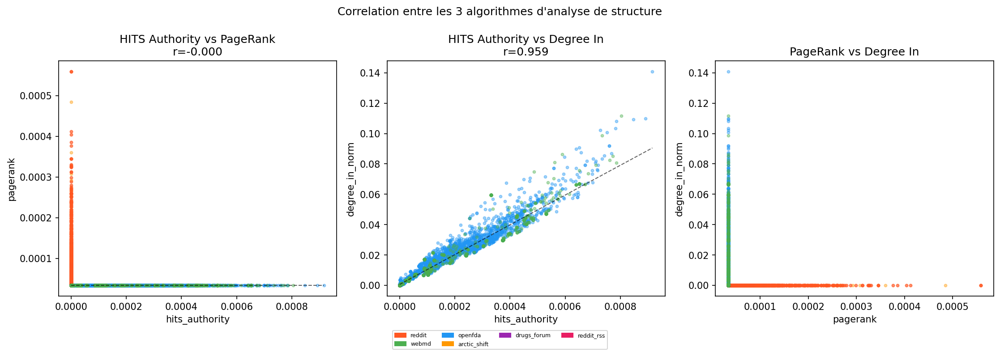 Correlation entre les 3 algorithmes d'analyse de structure
HITS Authority vs PageRank
r=-0.000
pagerank
0.0005
0.0004
0.0003
0.0002
0.0001
0.0000 0.0002 0.0004 0.0006 0.0008
hits_authority
HITS Authority vs Degree In
r=0.959
degree_in_norm
0.14
0.12
0.10
0.08
0.06
0.04
0.02
0.00
0.0000 0.0002 0.0004 0.0006 0.0008
hits_authority
PageRank vs Degree In
degree_in_norm
0.14
0.12
0.10
0.08
0.06
0.04
0.02
0.00
0.0001 0.0002 0.0003 0.0004 0.0005
pagerank
reddit openfda drugs_forum reddit_rss
webmd arctic_shift